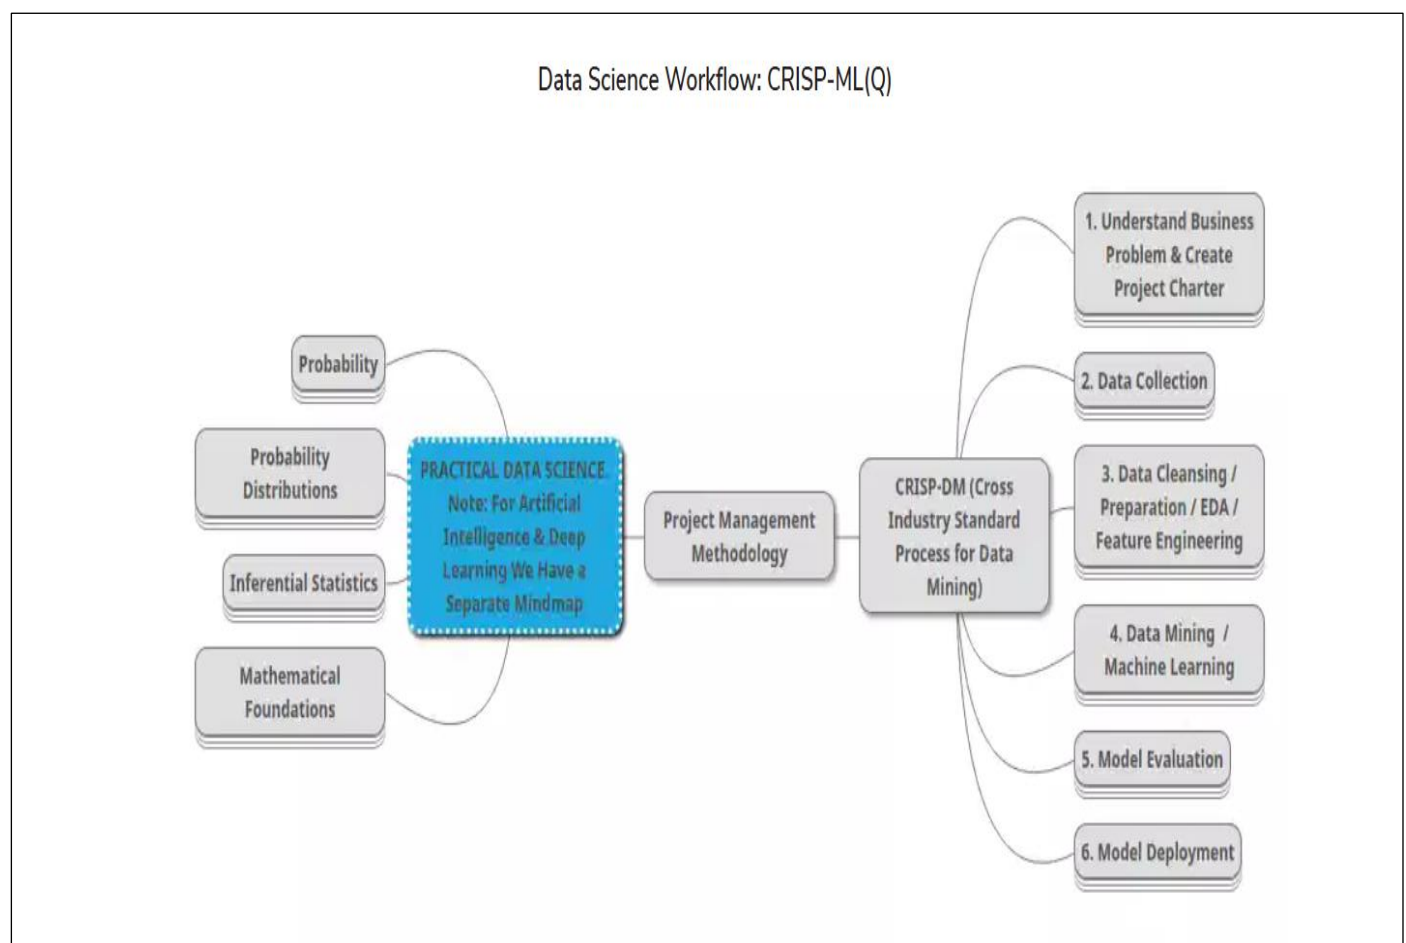 Data Science Workflow: CRISP-ML(Q)
Probability
Probability
Distributions
Inferential Statistics
Mathematical
Foundations
PRACTICAL DATA SCIENCE.
Note: For Artificial
Intelligence & Deep
Learning We Have a
Separate Mindmap
Project Management
Methodology
CRISP-DM (Cross
Industry Standard
Process for Data
Mining)
1. Understand Business
Problem & Create
Project Charter
2. Data Collection
3. Data Cleansing /
Preparation / EDA /
Feature Engineering
4. Data Mining /
Machine Learning
5. Model Evaluation
6. Model Deployment